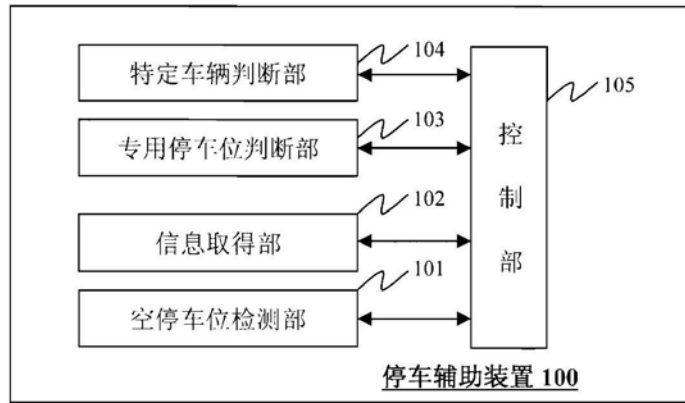 特定车辆判断部
104
专用停车位判断部
103
信息取得部
102
空停车位检测部
101
控制部
105
停车辅助装置 100